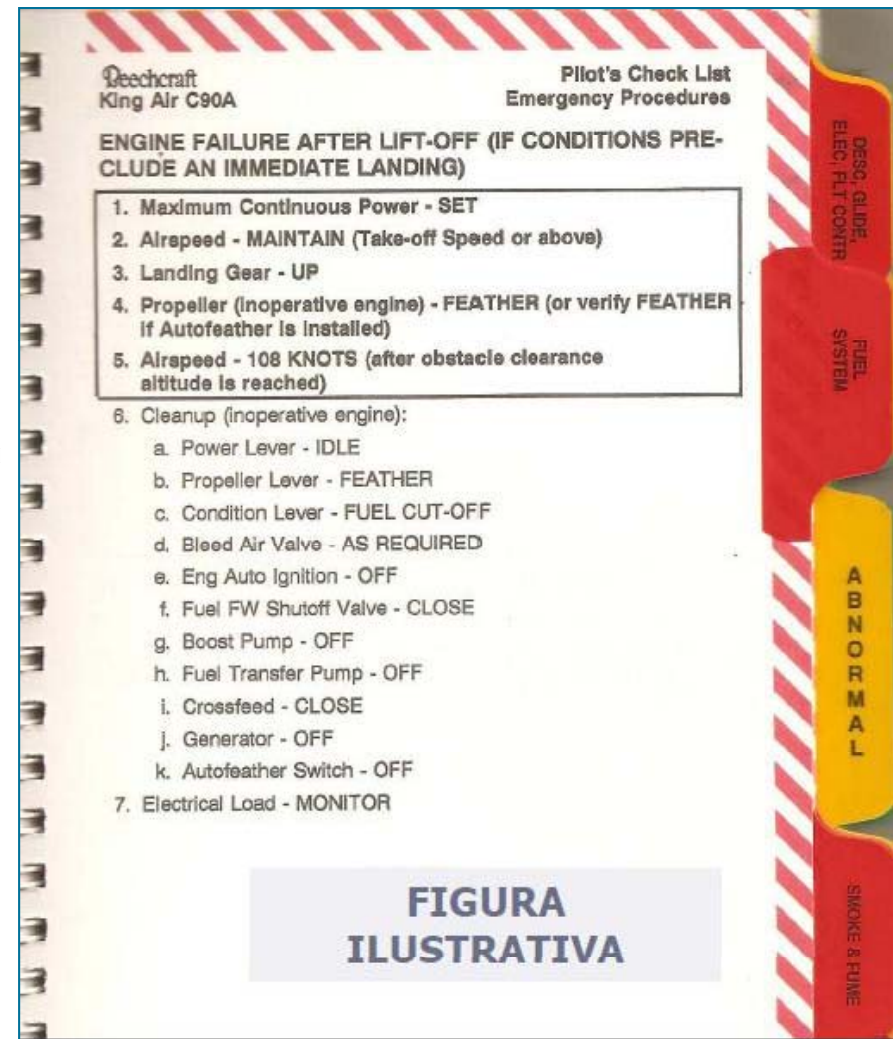 Beechcraft
King Air C90A
Pilot's Check List
Emergency Procedures
ENGINE FAILURE AFTER LIFT-OFF (IF CONDITIONS PRE-
CLUDE AN IMMEDIATE LANDING)
1. Maximum Continuous Power - SET
2. Airspeed - MAINTAIN (Take-off Speed or above)
3. Landing Gear - UP
4. Propeller (inoperative engine) - FEATHER (or verify FEATHER -
if Autofeather is installed)
5. Airspeed - 108 KNOTS (after obstacle clearance
altitude is reached)
6. Cleanup (inoperative engine):
a. Power Lever - IDLE
b. Propeller Lever - FEATHER
c. Condition Lever - FUEL CUT-OFF
d. Bleed Air Valve - AS REQUIRED
e. Eng Auto Ignition - OFF
f. Fuel FW Shutoff Valve - CLOSE
g. Boost Pump - OFF
h. Fuel Transfer Pump - OFF
i. Crossfeed - CLOSE
j. Generator - OFF
k. Autofeather Switch - OFF
7. Electrical Load - MONITOR
FIGURA
ILUSTRATIVA
DESC, GLIDE,
ELEC, FLT CONTR
FUEL
SYSTEM
ABNORMAL
SMOKE & FUME